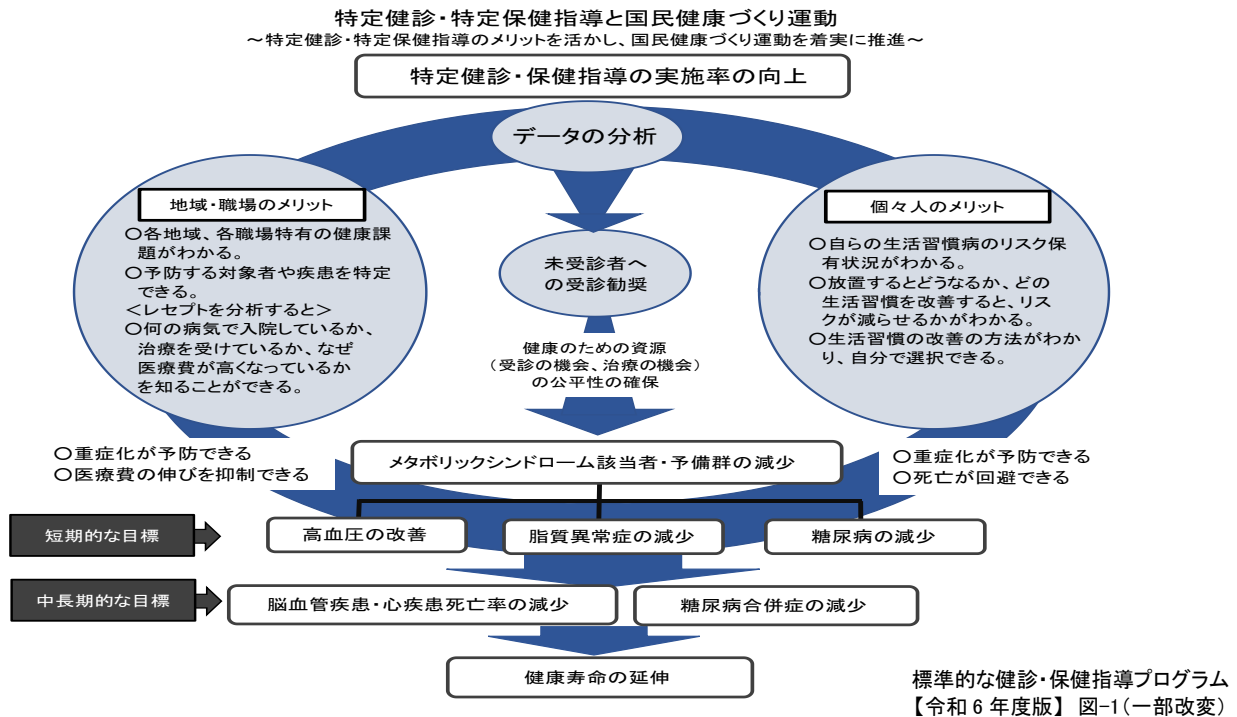 特定健診・特定保健指導と国民健康づくり運動
～特定健診・特定保健指導のメリットを活かし、国民健康づくり運動を着実に推進～
特定健診・保健指導の実施率の向上
データの分析
地域・職場のメリット
○各地域、各職場特有の健康課
題がわかる。
○予防する対象者や疾患を特定
できる。
＜レセプトを分析すると＞
○何の病気で入院しているか、
治療を受けているか、なぜ
医療費が高くなっているか
を知ることができる。
未受診者へ
の受診勧奨
健康のための資源
（受診の機会、治療の機会）
の公平性の確保
個々人のメリット
○自らの生活習慣病のリスク保
有状況がわかる。
○放置するとどうなるか、どの
生活習慣を改善すると、リス
クが減らせるかがわかる。
○生活習慣の改善の方法がわか
り、自分で選択できる。
○重症化が予防できる
○医療費の伸びを抑制できる
メタボリックシンドローム該当者・予備群の減少
○重症化が予防できる
○死亡が回避できる
短期的な目標
高血圧の改善
脂質異常症の減少
糖尿病の減少
中長期的な目標
脳血管疾患・心疾患死亡率の減少
糖尿病合併症の減少
健康寿命の延伸
標準的な健診・保健指導プログラム
【令和6年度版】 図-1（一部改変）